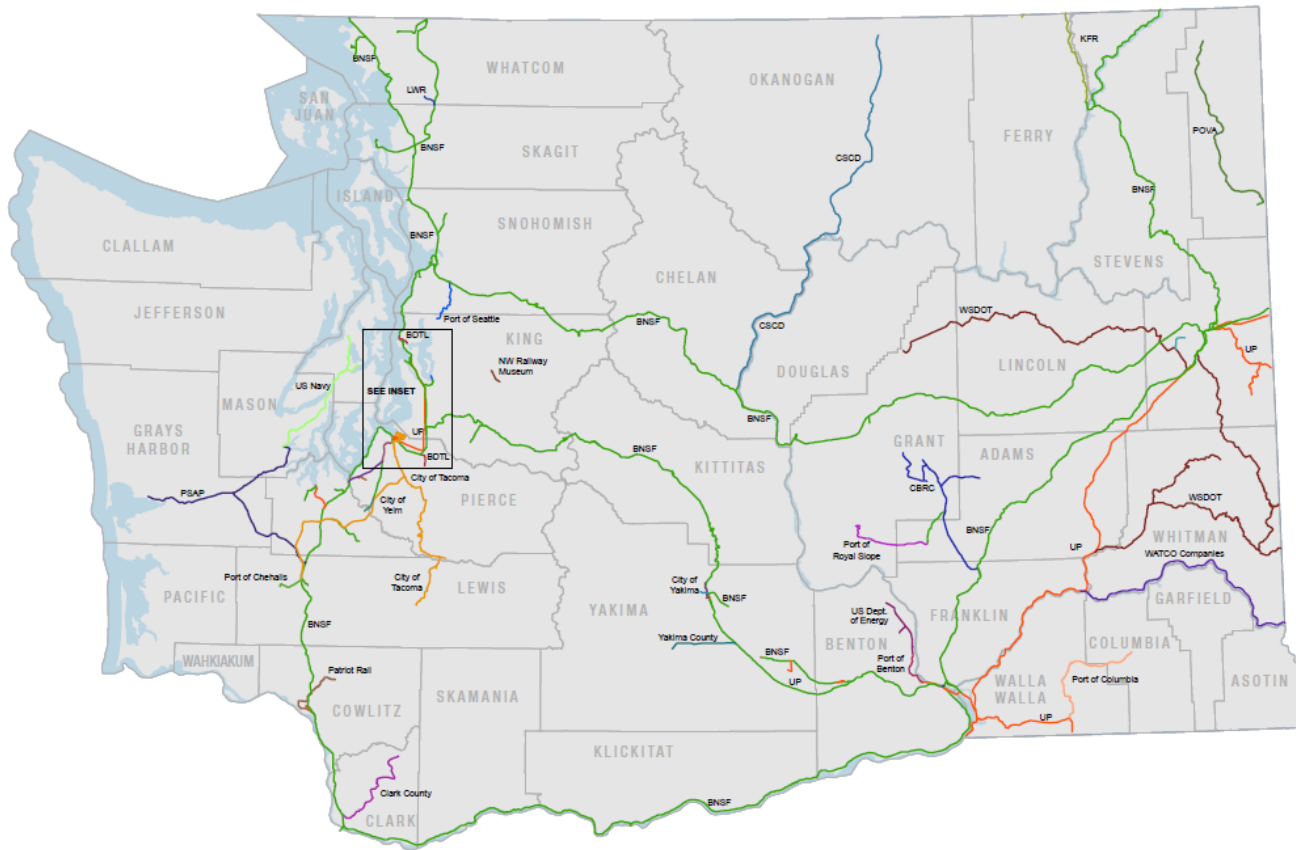 BNSF
WHATCOM
OKANOGAN
KFR
SAN
JUAN
LWR
FERRY
POVA
BNSF
SKAGIT
CSCD
BNSF
ISLAND
SNOHOMISH
BNSF
CLALLAM
STEVENS
CHELAN
JEFFERSON
Port of Seattle
CSCD
BNSF
WSDOT
BDTL
KING
NW Railway
Museum
UP
LINCOLN
DOUGLAS
US Navy
SEE INSET
MASON
BNSF
GRAYS
HARBOR
UP
BDTL
BNSF
KITTITAS
GRANT
ADAMS
City of Tacoma
CBRC
PSAP
PIERCE
City of
Yelm
WSDOT
BNSF
WHITMAN
Port of
Royal Slope
UP
WATCO Companies
Port of Chehalis
City of
Tacoma
LEWIS
City of
Yakima
BNSF
PACIFIC
YAKIMA
US Dept.
of Energy
FRANKLIN
GARFIELD
BNSF
Yakima County
BENTON
COLUMBIA
WAHKIAKUM
BNSF
Port of
Benton
Patriot Rail
UP
WALLA
WALLA
Port of Columbia
ASOTIN
SKAMANIA
COWLITZ
UP
KLICKITAT
Clark County
BNSF
CLARK